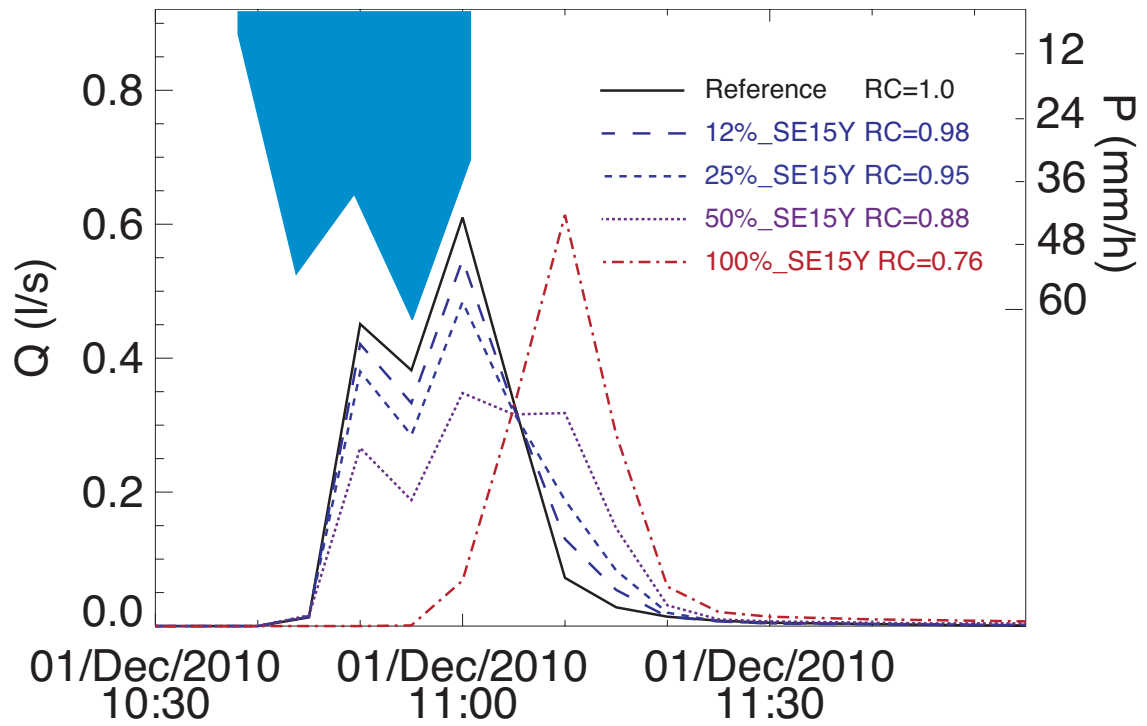 0.8
0.6
0.4
0.2
0.0
Q (l/s)
Reference RC=1.0
12%_SE15Y RC=0.98
25%_SE15Y RC=0.95
50%_SE15Y RC=0.88
100%_SE15Y RC=0.76
12
24
36
48
60
P (mm/h)
01/Dec/2010 01/Dec/2010 01/Dec/2010
10:30 11:00 11:30